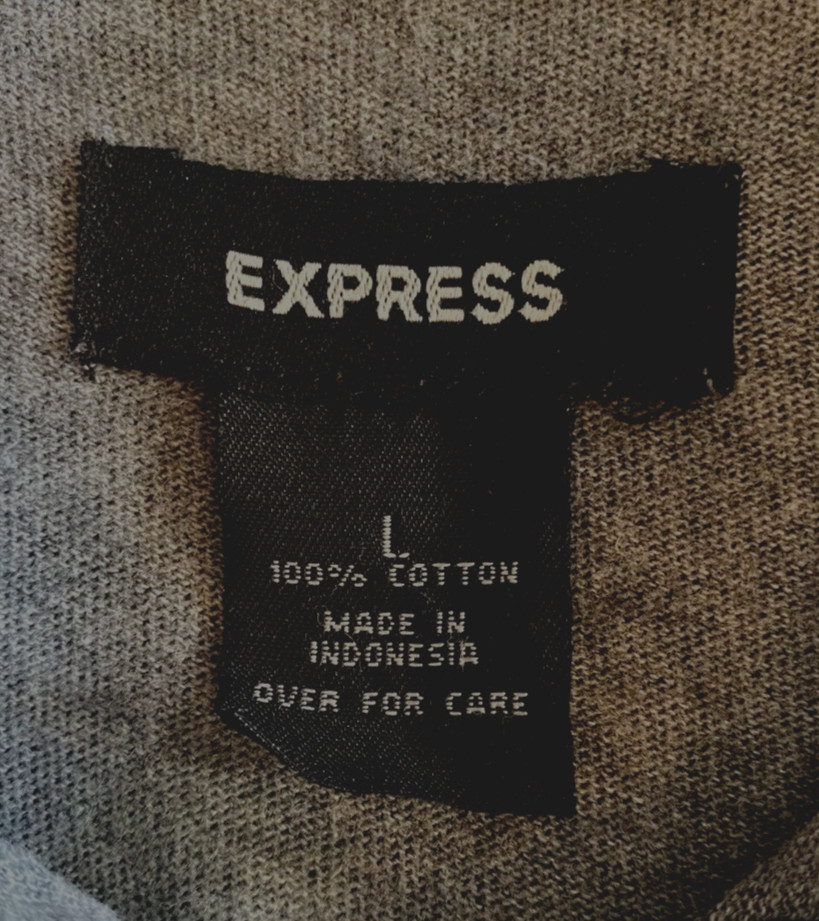 EXPRESS
L
100% COTTON
MADE IN
INDONESIA
OVER FOR CARE